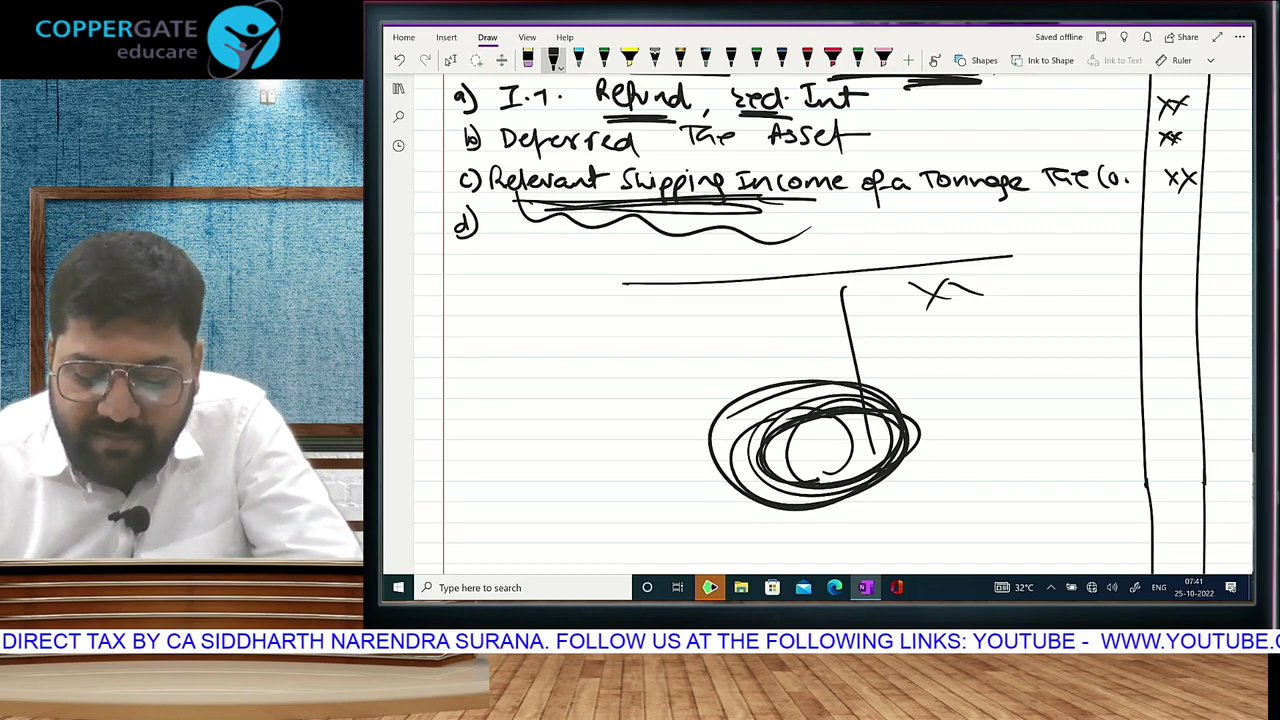 COPPERGATE
educare
Home Insert Draw View Help
Saved offline
Share
Shapes
Ink to Shape
Ink to Text
Ruler
a) I.T. Refund, Int
XX
b) Deferred Asset
XX
c) Relevant Shipping Income of a Tonnage Co.
XX
d)
XX
Type here to search
32°C
ENG
07:41
25-10-2022
DIRECT TAX BY CA SIDDHARTH NARENDRA SURANA. FOLLOW US AT THE FOLLOWING LINKS: YOUTUBE - WWW.YOUTUBE.C